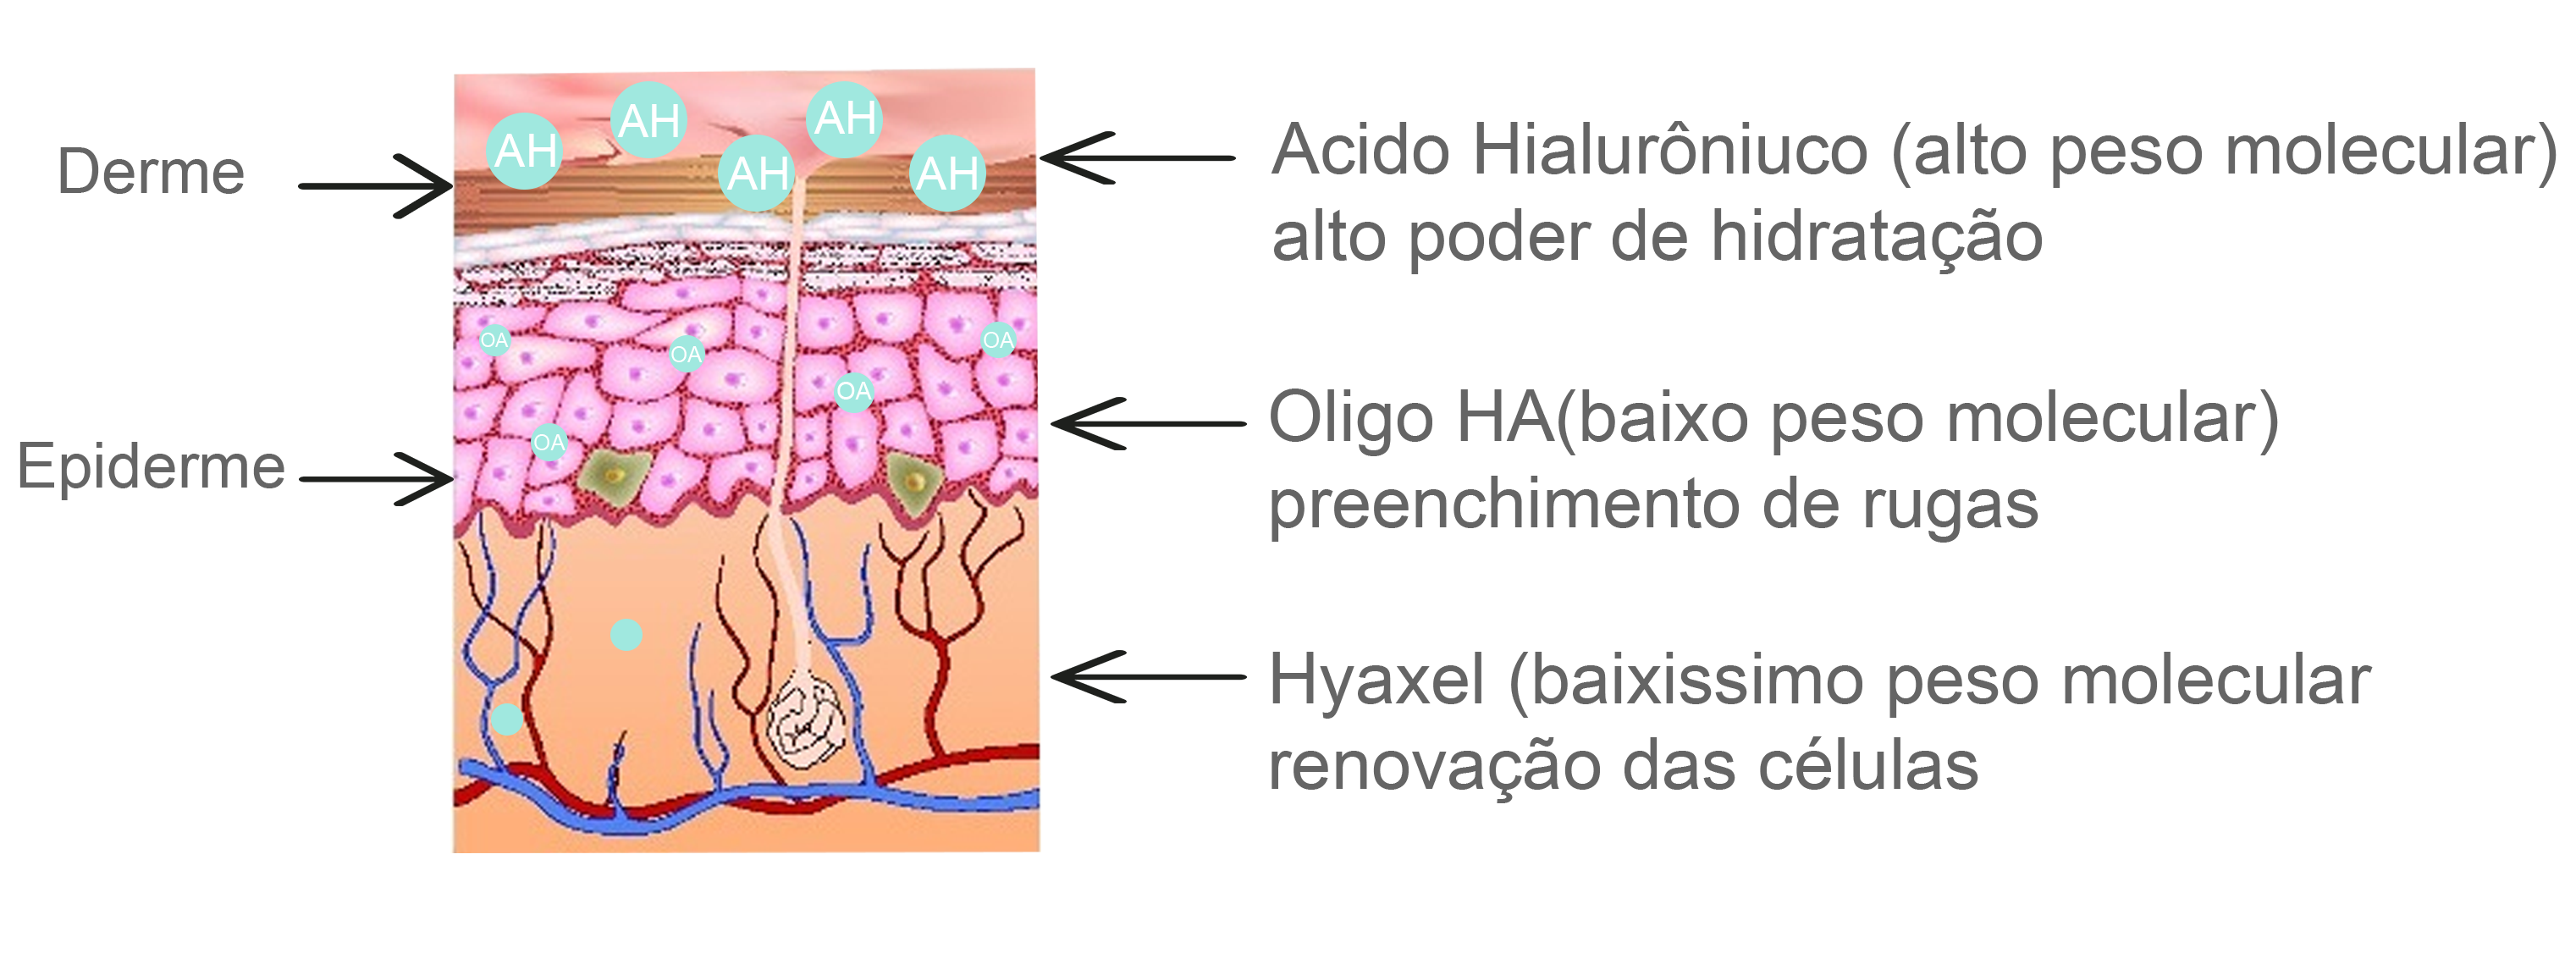 Derme
Epiderme
AH
AH
AH
AH
AH
OA
OA
OA
OA
OA
Acido Hialurôniuco (alto peso molecular)
alto poder de hidratação
Oligo HA(baixo peso molecular)
preenchimento de rugas
Hyaxel (baixissimo peso molecular
renovação das células